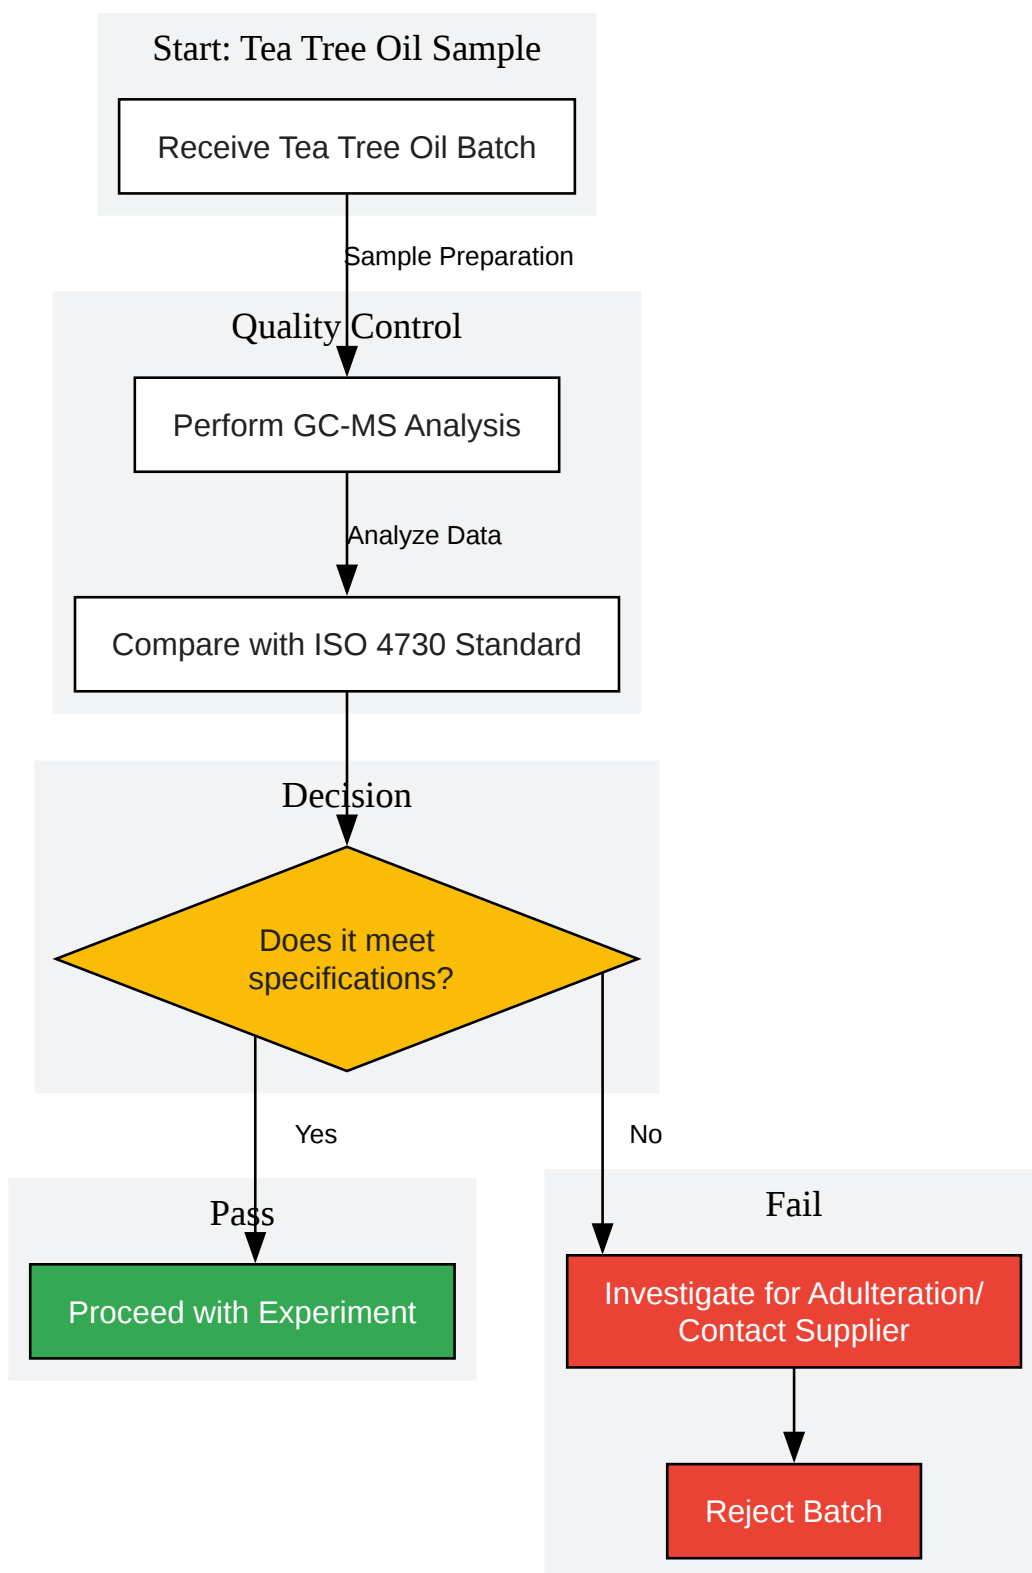 Start: Tea Tree Oil Sample
Receive Tea Tree Oil Batch
Sample Preparation
Quality Control
Perform GC-MS Analysis
Analyze Data
Compare with ISO 4730 Standard
Decision
Does it meet
specifications?
Yes
No
Pass
Proceed with Experiment
Fail
Investigate for Adulteration/
Contact Supplier
Reject Batch